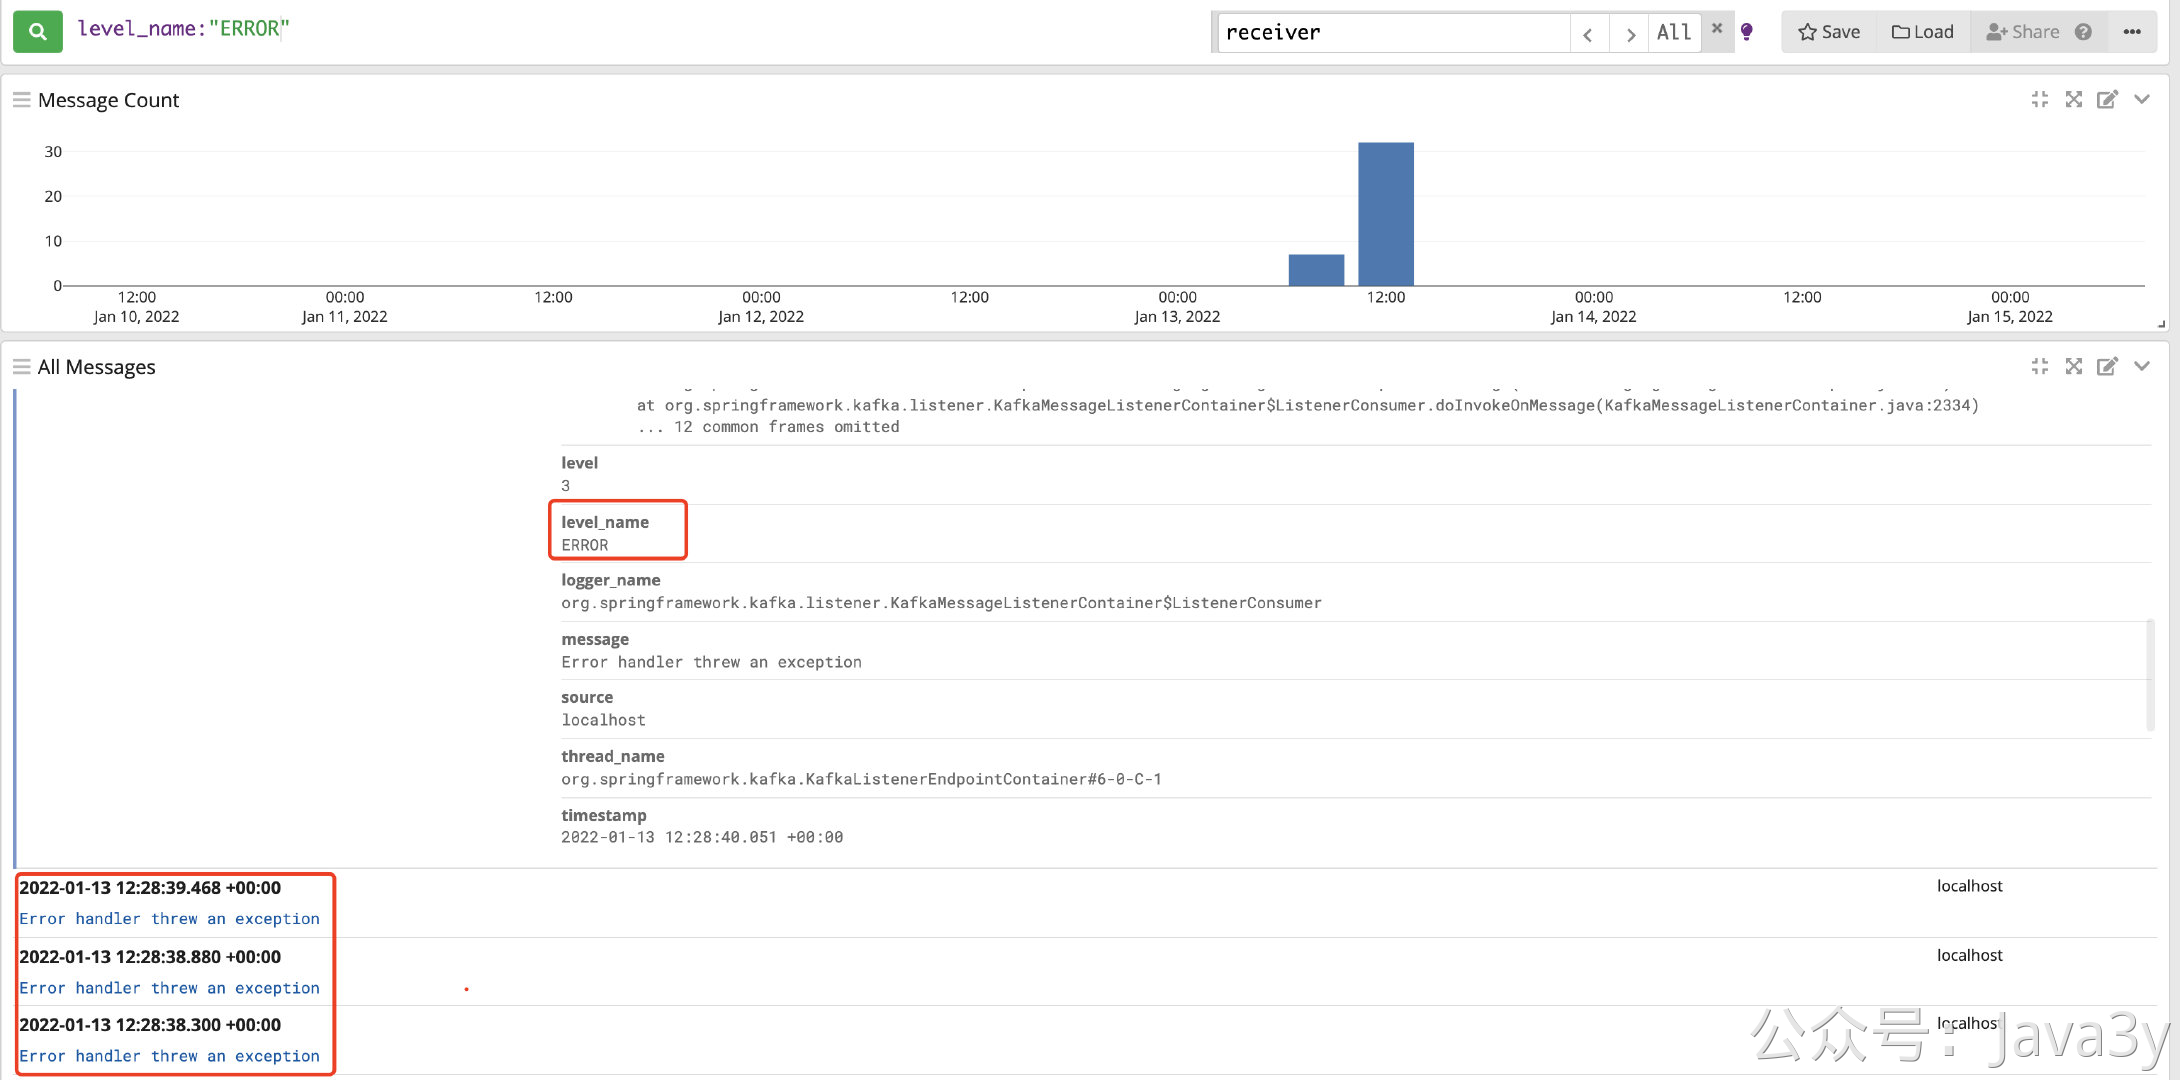 level_name:"ERROR"
receiver
All
Save
Load
Share
Message Count
30
20
10
0
12:00
Jan 10, 2022
00:00
Jan 11, 2022
12:00
00:00
Jan 12, 2022
12:00
00:00
Jan 13, 2022
12:00
00:00
Jan 14, 2022
12:00
00:00
Jan 15, 2022
All Messages
at org.springframework.kafka.listener.KafkaMessageListenerContainer$ListenerConsumer.doInvokeOnMessage(KafkaMessageListenerContainer.java:2334)
... 12 common frames omitted
level
3
level_name
ERROR
logger_name
org.springframework.kafka.listener.KafkaMessageListenerContainer$ListenerConsumer
message
Error handler threw an exception
source
localhost
thread_name
org.springframework.kafka.KafkaListenerEndpointContainer#6-0-C-1
timestamp
2022-01-13 12:28:40.051 +00:00
2022-01-13 12:28:39.468 +00:00
localhost
Error handler threw an exception
2022-01-13 12:28:38.880 +00:00
localhost
Error handler threw an exception
2022-01-13 12:28:38.300 +00:00
localhost
Error handler threw an exception
公众号：Java3y